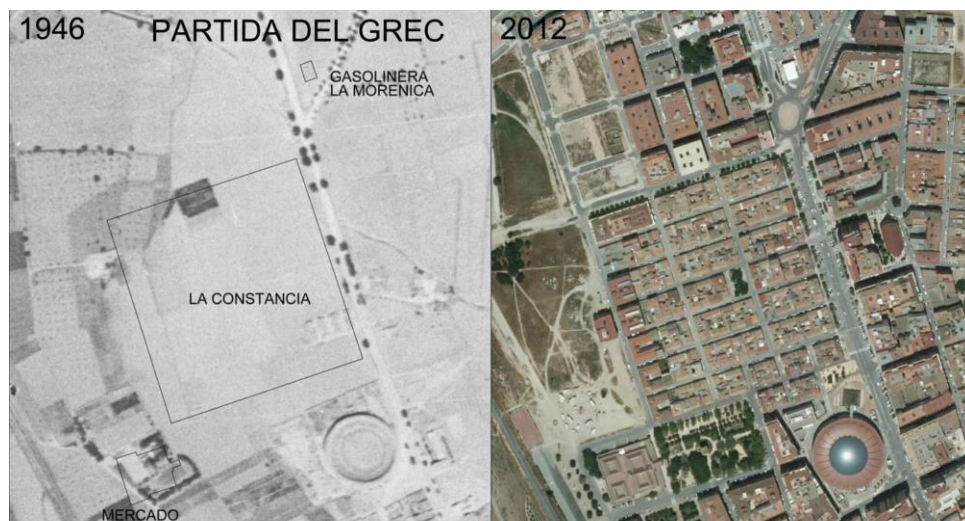 1946
PARTIDA DEL GREC
2012
GASOLINERA
LA MORENICA
LA CONSTANCIA
MERCADO